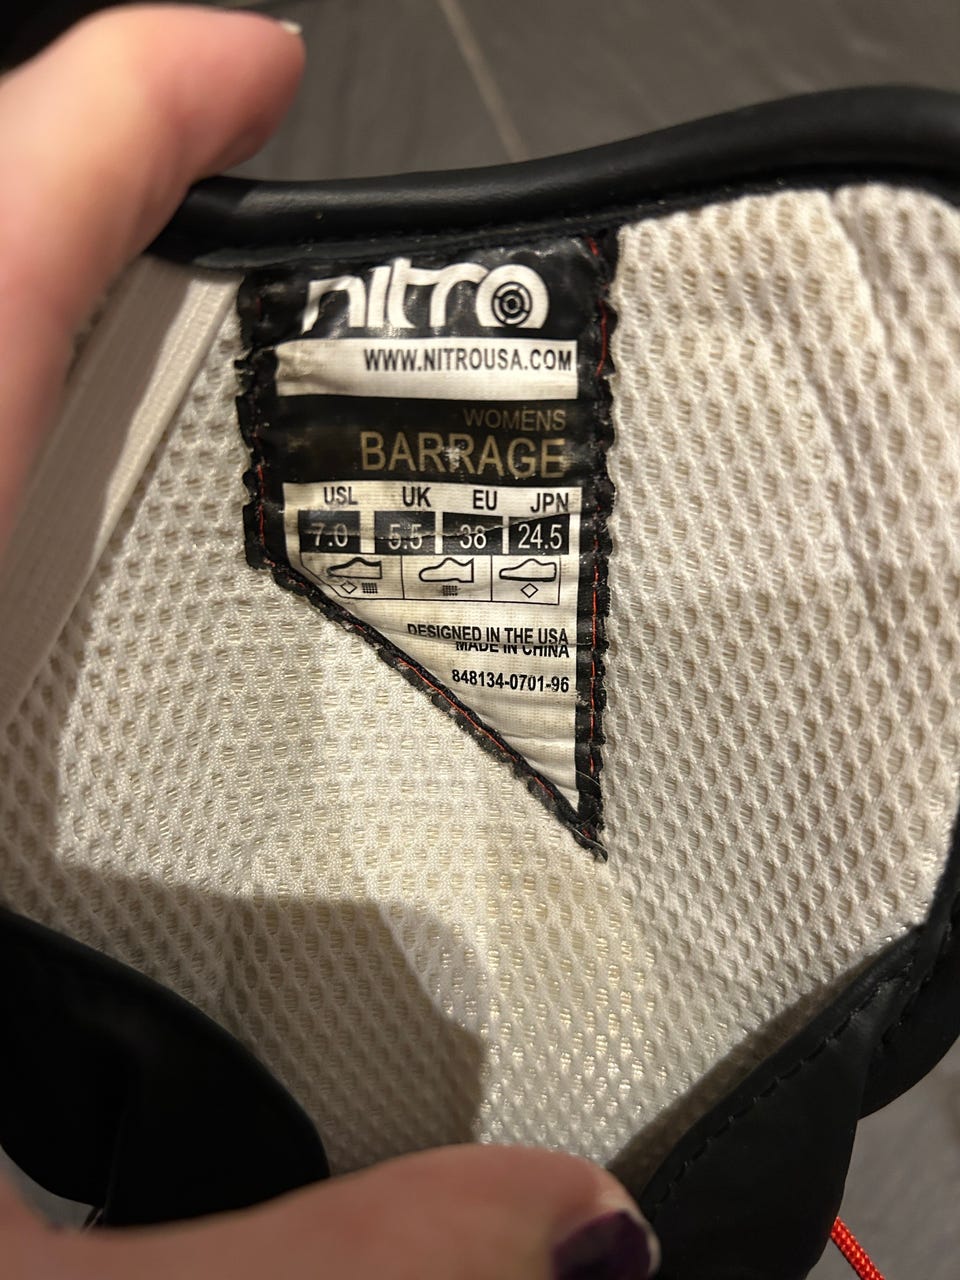 nitro
WWW.NITROUSA.COM
WOMENS
BARRAGE
USL UK EU JPN
7.0 5.5 38 24.5
DESIGNED IN THE USA
MADE IN CHINA
848134-0701-96